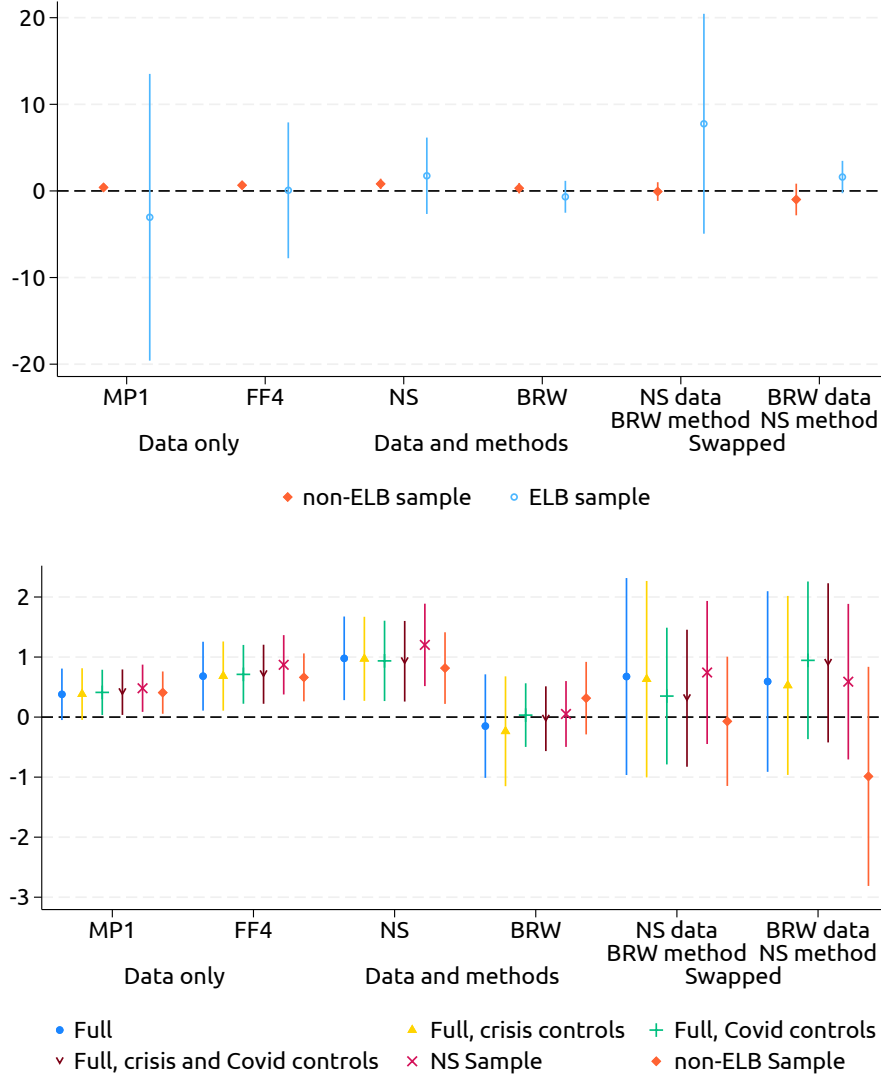 20
10
0
-10
-20
MP1 FF4 NS BRW NS data BRW data
BRW method NS method
Data only Data and methods Swapped
non-ELB sample ELB sample
2
1
0
-1
-2
-3
MP1 FF4 NS BRW NS data BRW data
BRW method NS method
Data only Data and methods Swapped
Full Full, crisis controls Full, Covid controls
Full, crisis and Covid controls NS Sample non-ELB Sample